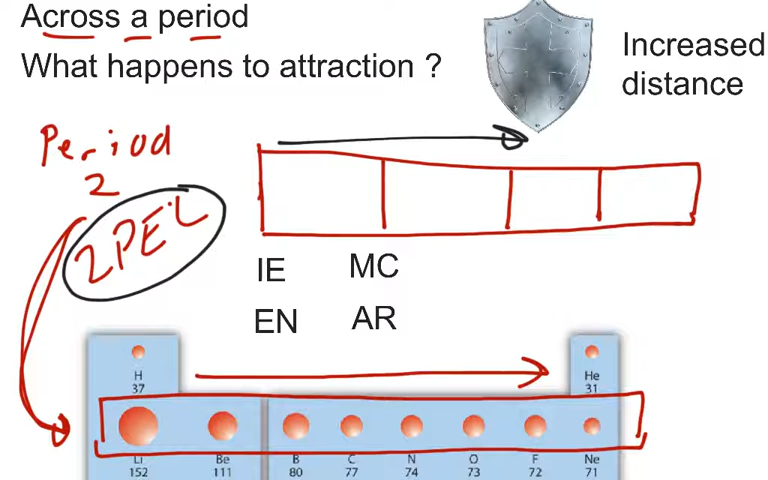 Across a period
What happens to attraction ?
Increased
distance
Period
2
2PEL
IE MC
EN AR
H
37
He
31
Li Be B C N O F Ne
152 111 80 77 74 73 72 71